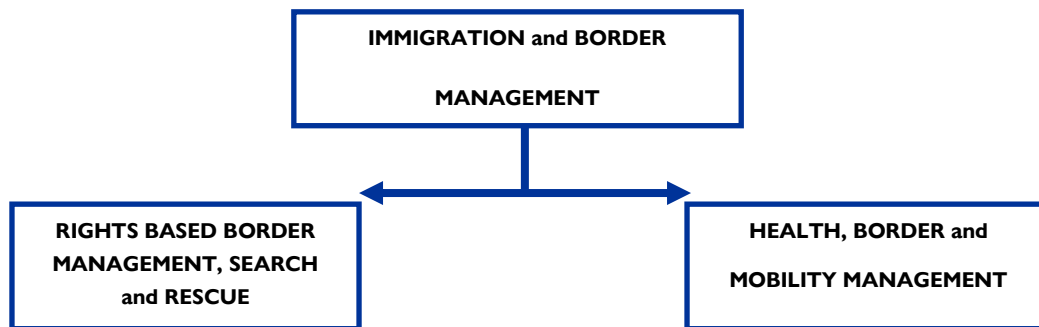 IMMIGRATION and BORDER
MANAGEMENT
RIGHTS BASED BORDER
MANAGEMENT, SEARCH
and RESCUE
HEALTH, BORDER and
MOBILITY MANAGEMENT